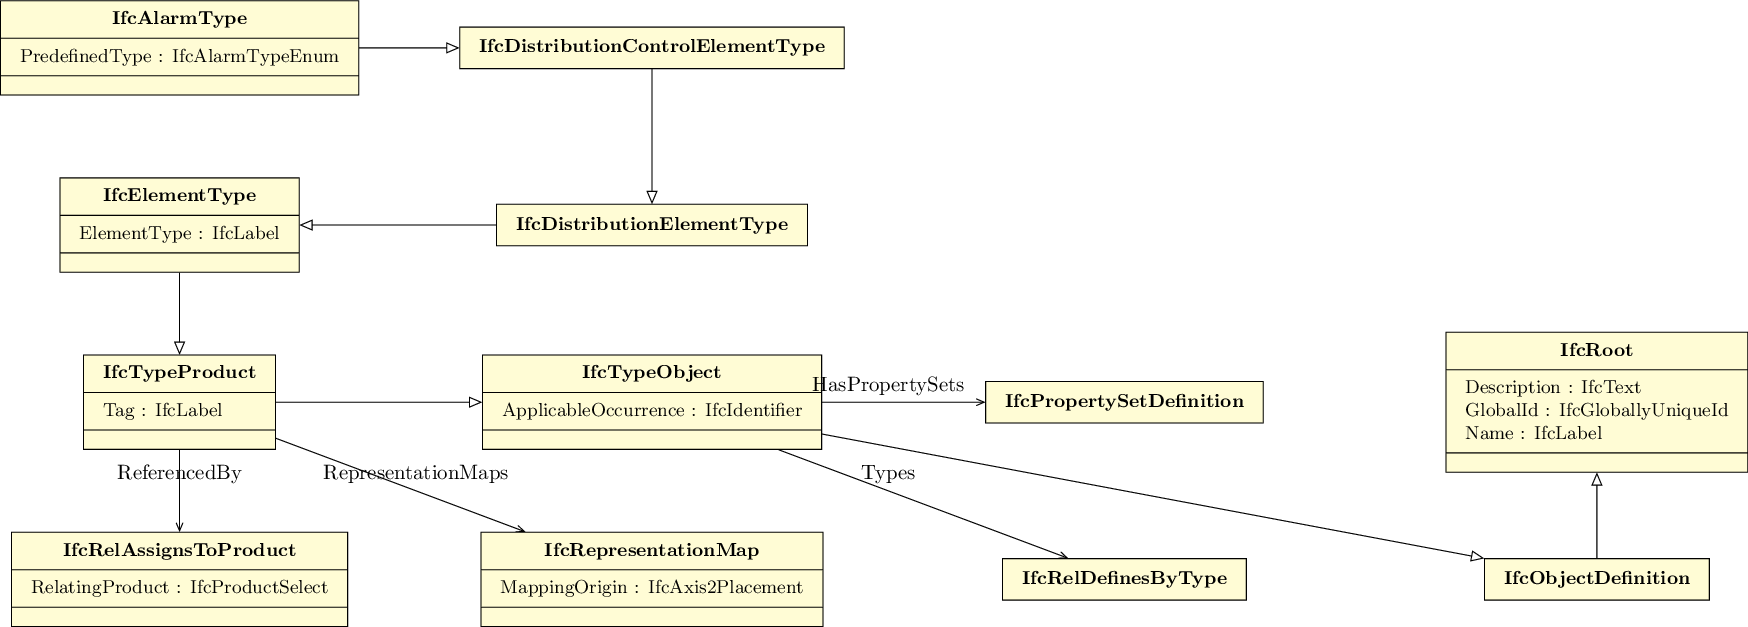 IfcAlarmType
PredefinedType : IfcAlarmTypeEnum
IfcDistributionControlElementType
IfcElementType
ElementType : IfcLabel
IfcDistributionElementType
IfcTypeProduct
Tag : IfcLabel
IfcTypeObject
ApplicableOccurrence : IfcIdentifier
HasPropertySets
IfcPropertySetDefinition
IfcRoot
Description : IfcText
GlobalId : IfcGloballyUniqueId
Name : IfcLabel
ReferencedBy
RepresentationMaps
Types
IfcRelAssignsToProduct
RelatingProduct : IfcProductSelect
IfcRepresentationMap
MappingOrigin : IfcAxis2Placement
IfcRelDefinesByType
IfcObjectDefinition